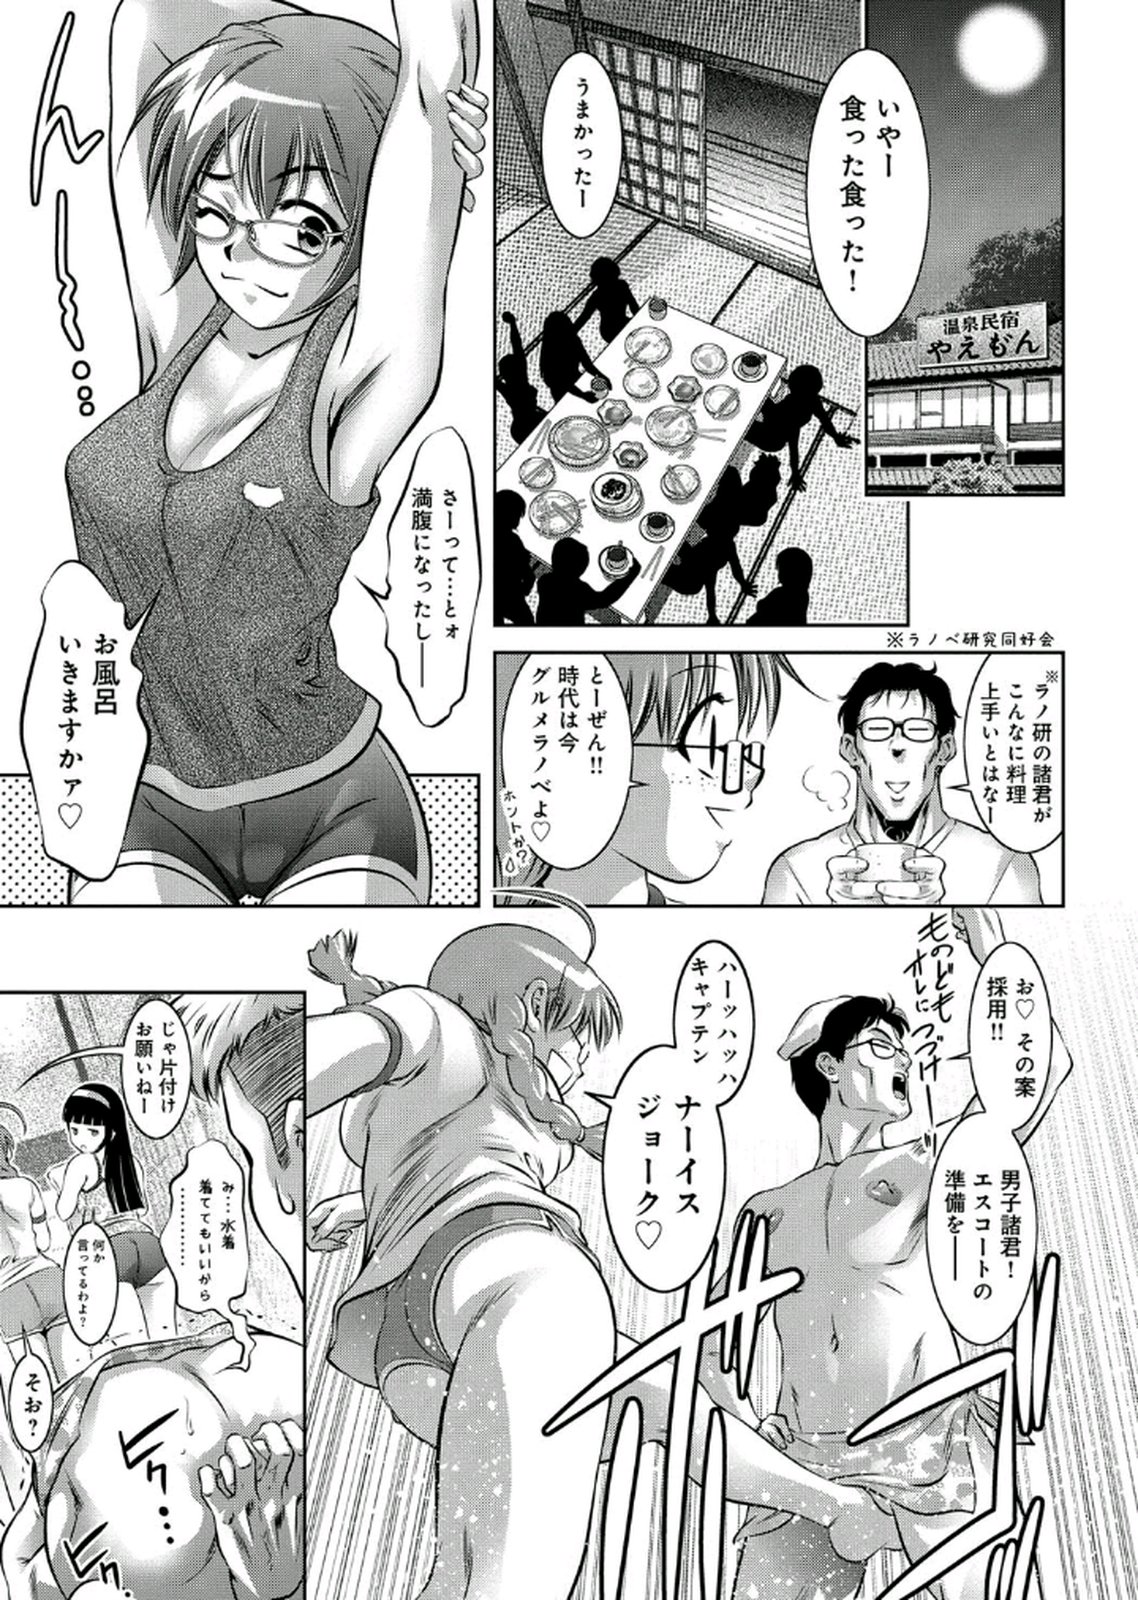 いやー
食った食った！
うまかったー
温泉民宿
やえもん
※ラノベ研究同好会
※
ラノ研の諸君が
こんなに料理
上手いとはなー
とーぜん!!
時代は今
グルメラノベよ♡
ホントか？
んー〜…。。
さーって…とォ
満腹になったし――
お風呂
いきますかァ♡
お♡その案
採用!!
ものども
オレにつづけー
男子諸君！
エスコートの
準備を――
ハーッハッハッハ
キャプテン
ナーイス
ジョーク♡
じゃ片付け
お願いねー
み…水着
着ててもいいから
…………
何か
言ってるわよ？
そお？
ピク
ピク…